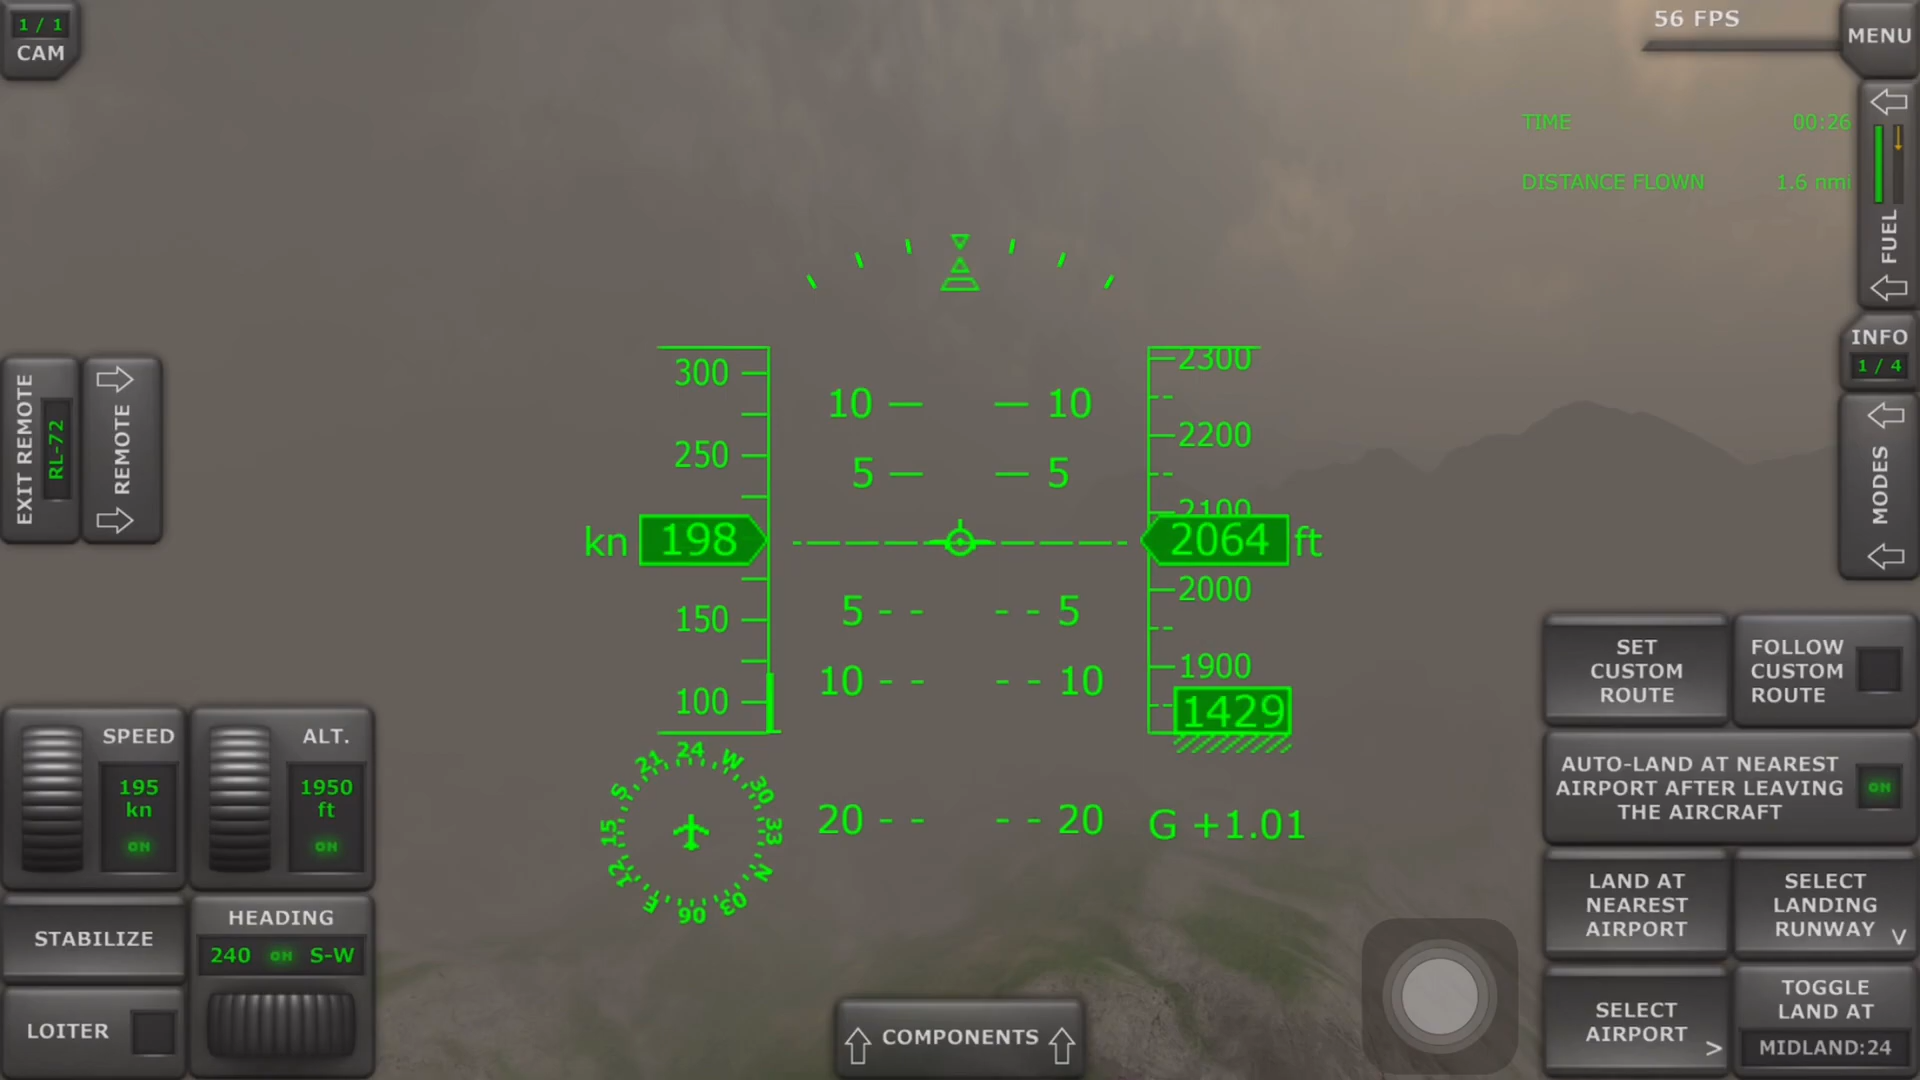 1 / 1
CAM
56 FPS
MENU
TIME 00:26
DISTANCE FLOWN 1.6 nmi
FUEL
INFO
1 / 4
MODES
EXIT REMOTE
RL-72
REMOTE
300
250
kn 198
150
100
10 10
5 5
5 5
10 10
20 20
2300
2200
2100
2064 ft
2000
1900
1429
G +1.01
24 W 30 33 N 03 06 E 12 15 S 21
SPEED
195
kn
ON
ALT.
1950
ft
ON
STABILIZE
HEADING
240 ON S-W
LOITER
COMPONENTS
SET
CUSTOM
ROUTE
FOLLOW
CUSTOM
ROUTE
AUTO-LAND AT NEAREST
AIRPORT AFTER LEAVING
THE AIRCRAFT
ON
LAND AT
NEAREST
AIRPORT
SELECT
LANDING
RUNWAY
SELECT
AIRPORT
>
TOGGLE
LAND AT
MIDLAND:24